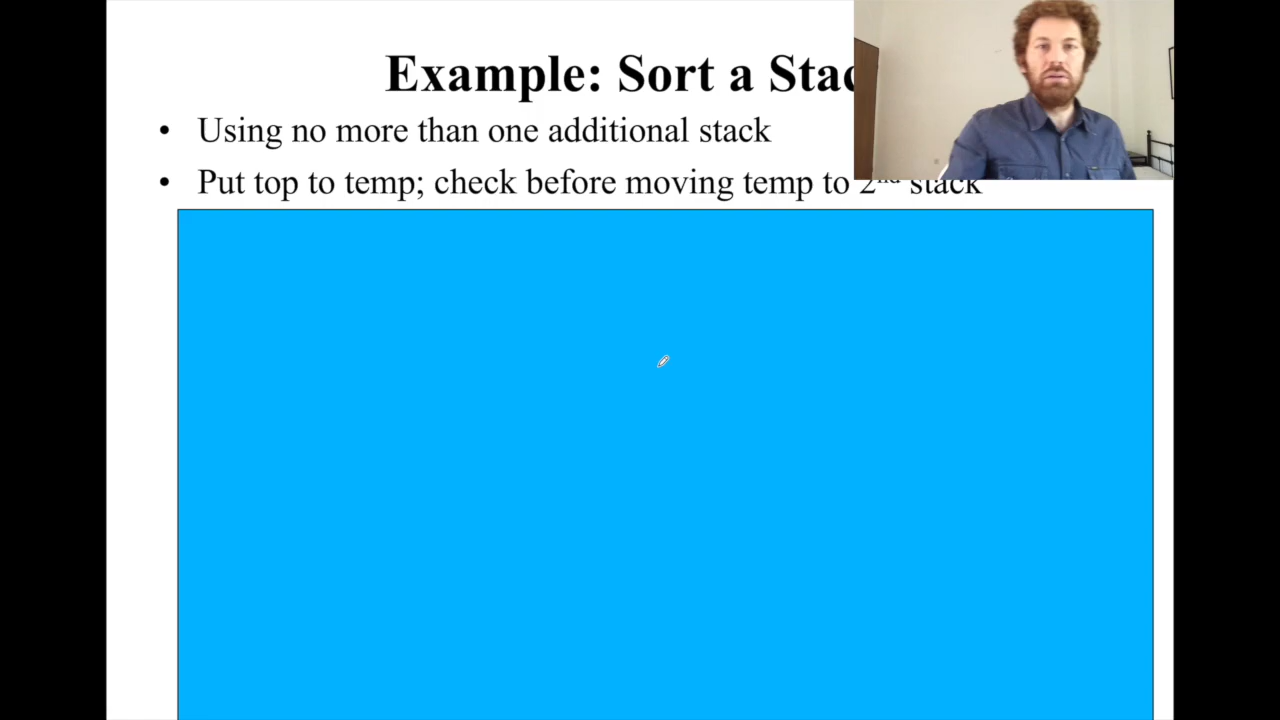 Example: Sort a Stac
• Using no more than one additional stack
• Put top to temp; check before moving temp to 2nd stack